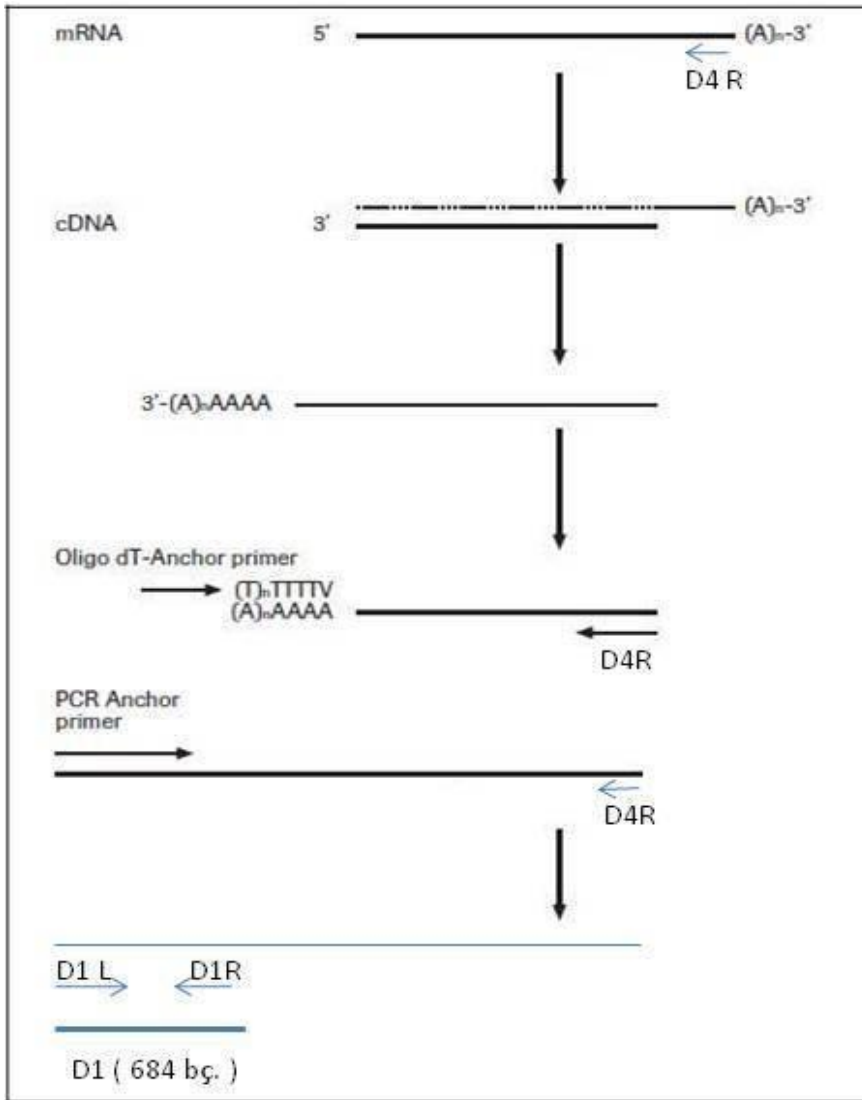 mRNA 5' (A)n-3'
D4 R
(A)n-3'
cDNA 3'
3'-(A)nAAAA
Oligo dT-Anchor primer
(T)nTTTTV
(A)nAAAA
D4R
PCR Anchor
primer
D4R
D1 L D1R
D1 ( 684 bç. )